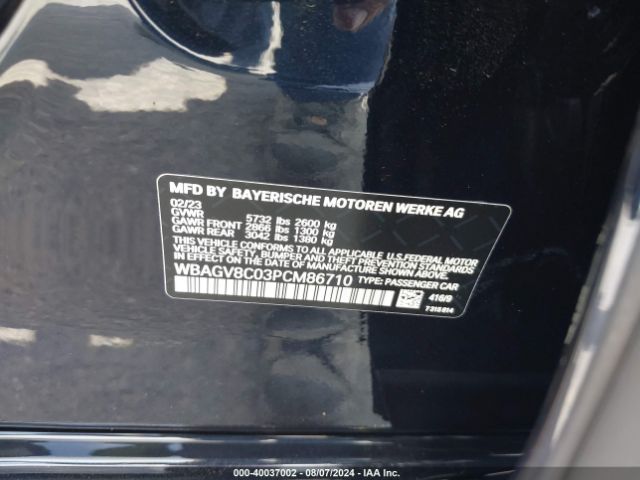 MFD BY BAYERISCHE MOTOREN WERKE AG
02/23
GVWR 5732 lbs 2600 kg
GAWR FRONT 2866 lbs 1300 kg
GAWR REAR 3042 lbs 1380 kg
THIS VEHICLE CONFORMS TO ALL APPLICABLE U.S.FEDERAL MOTOR
VEHICLE SAFETY, BUMPER, AND THEFT PREVENTION STANDARDS
IN EFFECT ON THE DATE OF MANUFACTURE SHOWN ABOVE.
WBAGV8C03PCM86710 TYPE: PASSENGER CAR
416/9
7318614
000-40037002 - 08/07/2024 - IAA Inc.